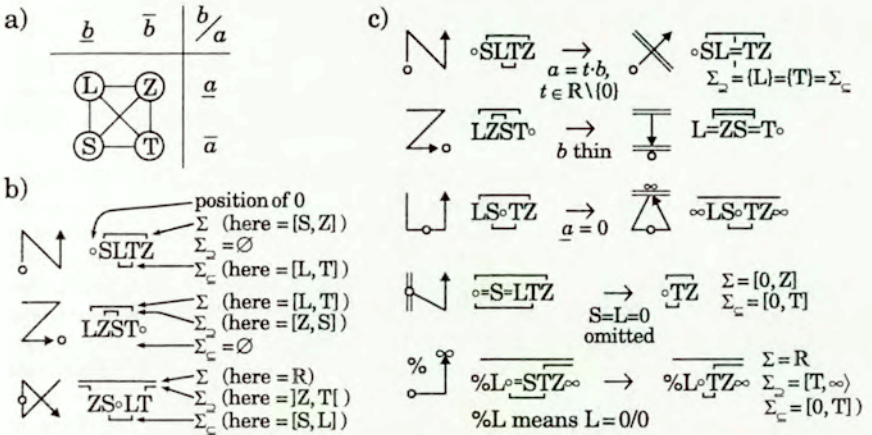 a)
b̲ b̅ b/a
L Z a̲
S T a̅
b)
position of 0
Σ (here = [S, Z])
∘SLTZ
Σ⊇ = ∅
Σ⊆ (here = [L, T])
Σ (here = [L, T])
LZST∘
Σ⊇ (here = [Z, S])
Σ⊆ = ∅
Σ (here = ℝ)
ZS∘LT
Σ⊇ (here = ]Z, T[)
Σ⊆ (here = [S, L])
c)
∘SLTZ → ∘SL=TZ
a = t·b,
t ∈ R\{0}
Σ⊇ = {L} = {T} = Σ⊆
LZST∘ → L=ZS=T∘
b thin
LS∘TZ → ∞ ∞LS∘TZ∞
a̲ = 0
∘=S=LTZ → ∘TZ Σ = [0, Z]
Σ⊆ = [0, T]
S=L=0
omitted
% ∞ %L∘=STZ∞ → %L∘TZ∞ Σ = ℝ
Σ⊇ = [T, ∞⟩
Σ⊆ = [0, T])
%L means L = 0/0